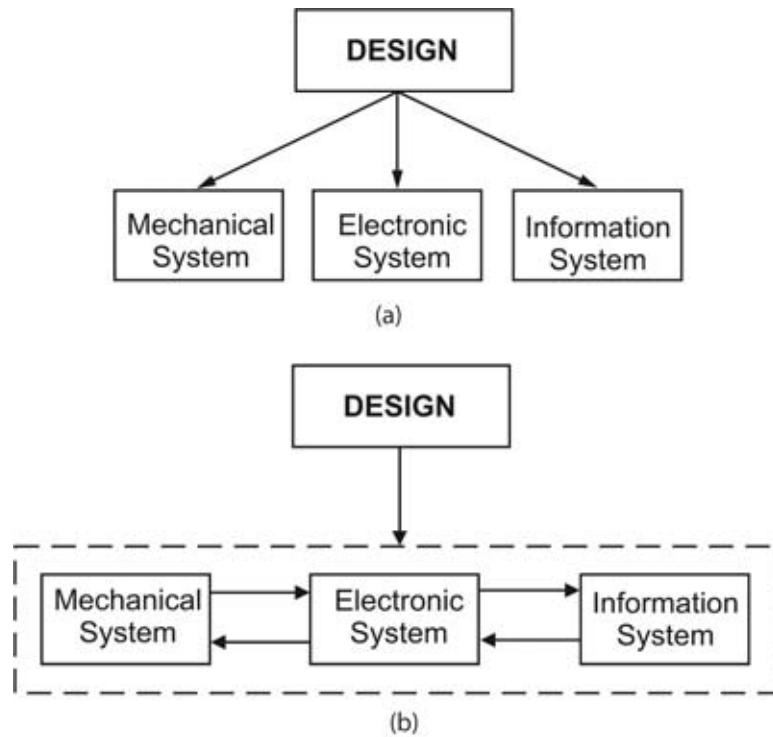 DESIGN
Mechanical
System
Electronic
System
Information
System
(a)
DESIGN
Mechanical
System
Electronic
System
Information
System
(b)